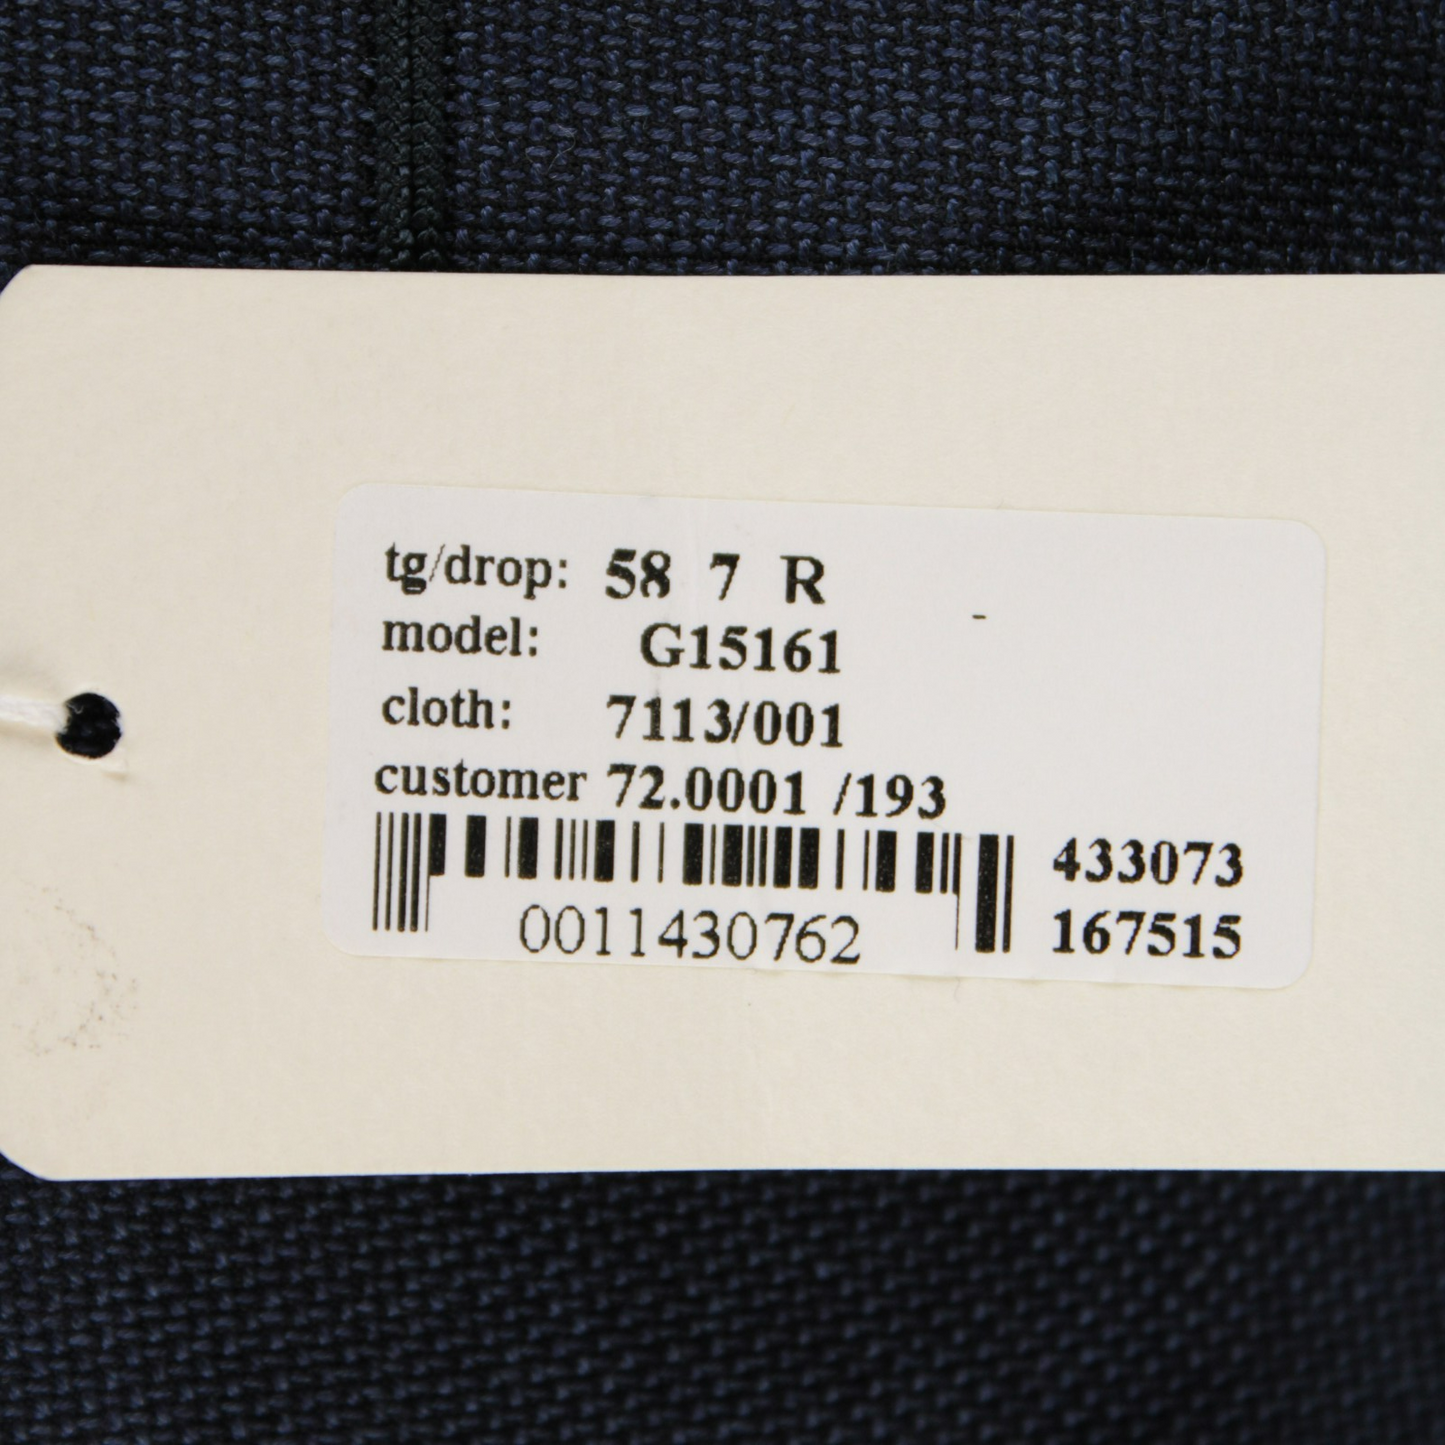 tg/drop: 58 7 R -
model: G15161
cloth: 7113/001
customer 72.0001 /193
433073
0011430762 167515